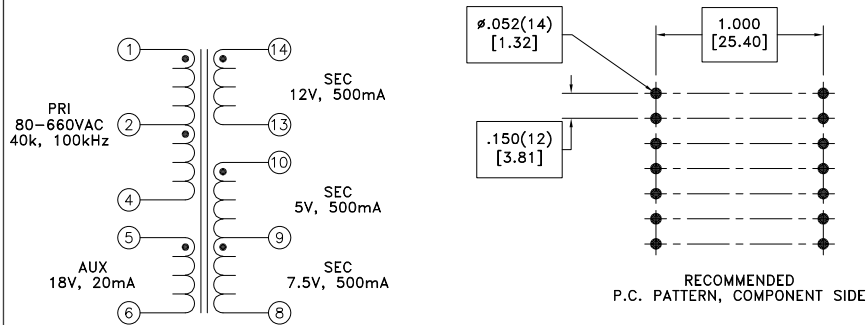 1
PRI
80-660VAC
2
40k, 100kHz
4
5
AUX
18V, 20mA
6
14
SEC
12V, 500mA
13
10
SEC
5V, 500mA
9
SEC
7.5V, 500mA
8
ø.052(14)
[1.32]
1.000
[25.40]
.150(12)
[3.81]
RECOMMENDED
P.C. PATTERN, COMPONENT SIDE